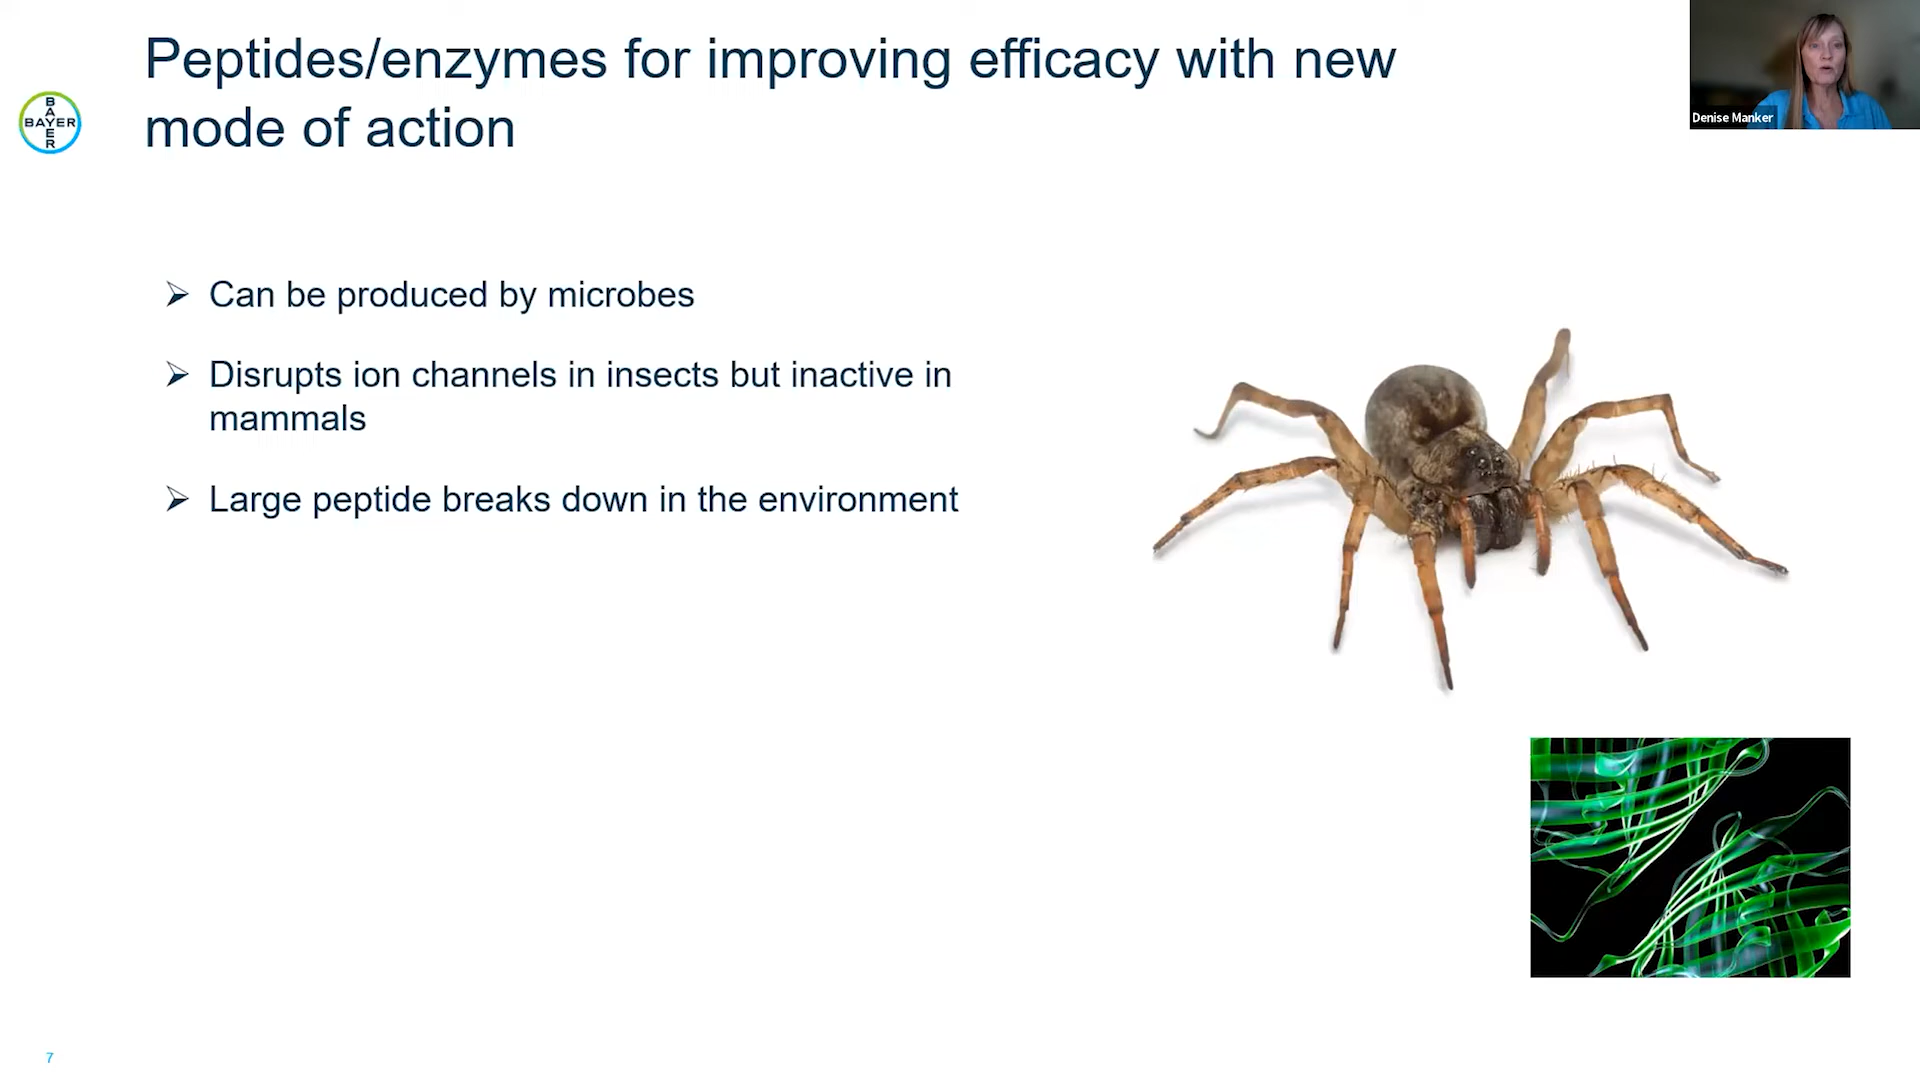 Peptides/enzymes for improving efficacy with new
mode of action
Denise Manker
BAYER
BAYER
Can be produced by microbes
Disrupts ion channels in insects but inactive in
mammals
Large peptide breaks down in the environment
7